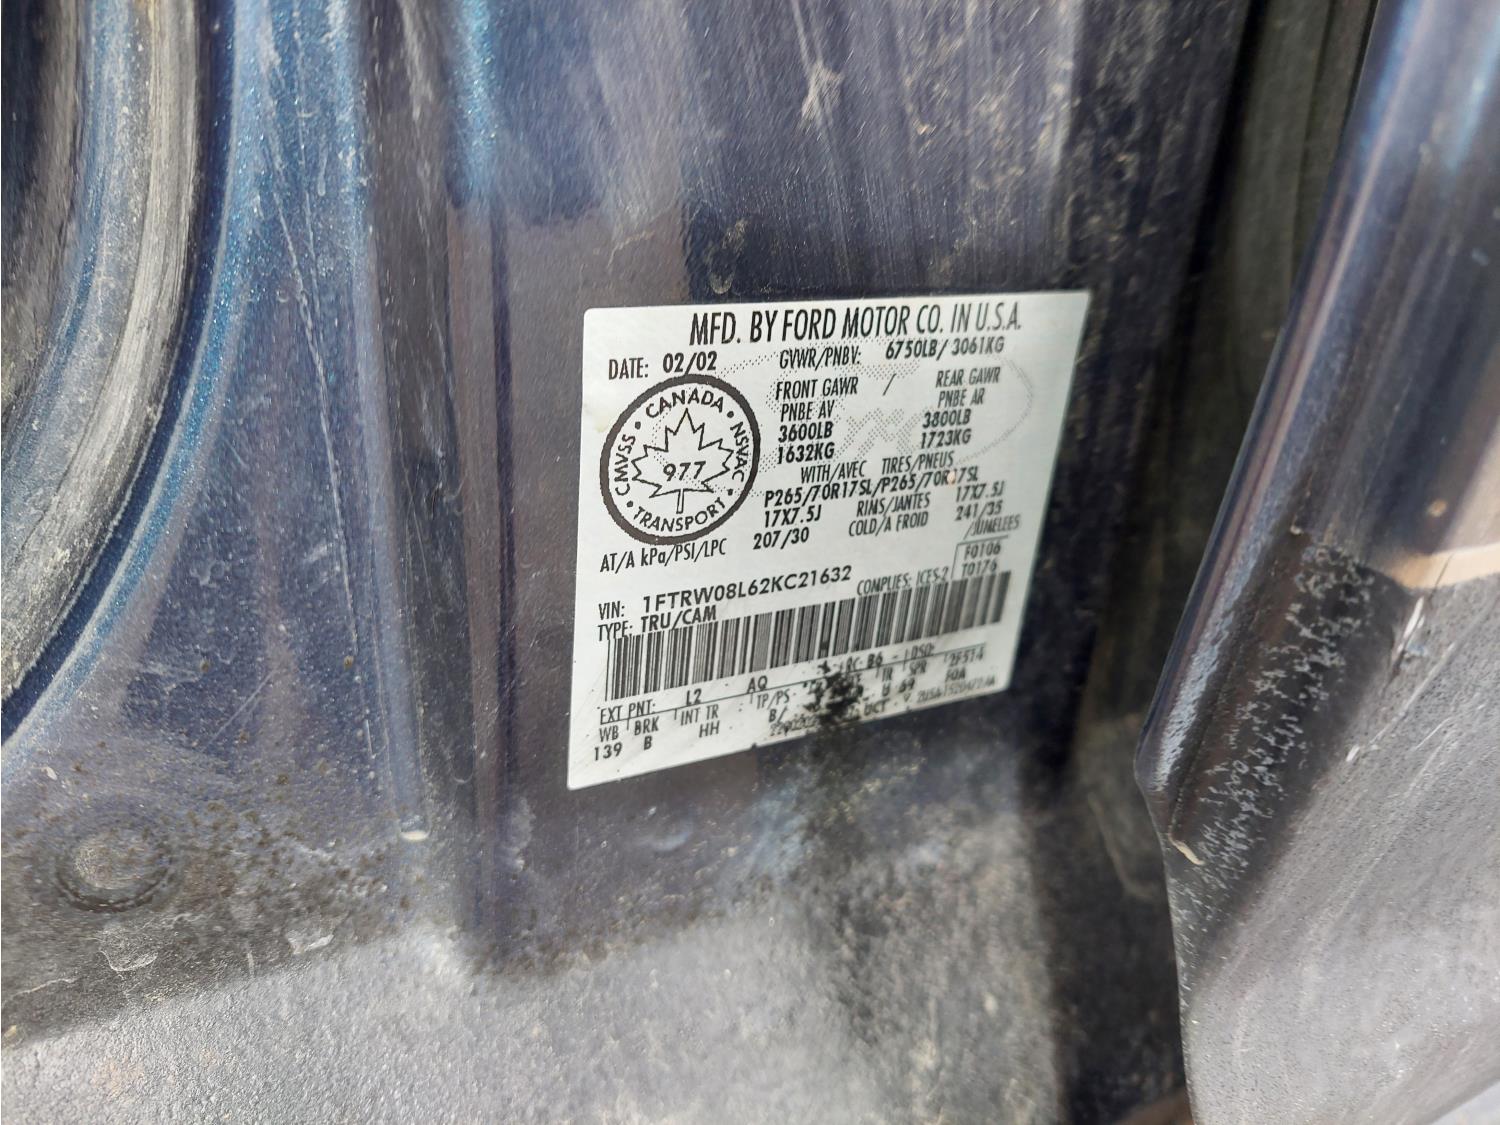 MFD. BY FORD MOTOR CO. IN U.S.A.
DATE: 02/02 GVWR/PNBV: 6750LB/ 3061KG
FRONT GAWR / REAR GAWR
PNBE AV PNBE AR
3600LB 3800LB
1632KG 1723KG
WITH/AVEC TIRES/PNEUS
P265/70R17SL/P265/70R17SL
17X7.5J RIMS/JANTES 17X7.5J
AT/A kPa/PSI/LPC 207/30 COLD/A FROID 241/35
/JUMELEES
CANADA
CMVSS NSVAC
977
TRANSPORT
F0106
VIN: 1FTRW08L62KC21632 COMPLIES: ICES-2 T0176
TYPE: TRU/CAM
EXT PNT: L2 AQ
WB BRK INT TR TP/PS
139 B HH B/